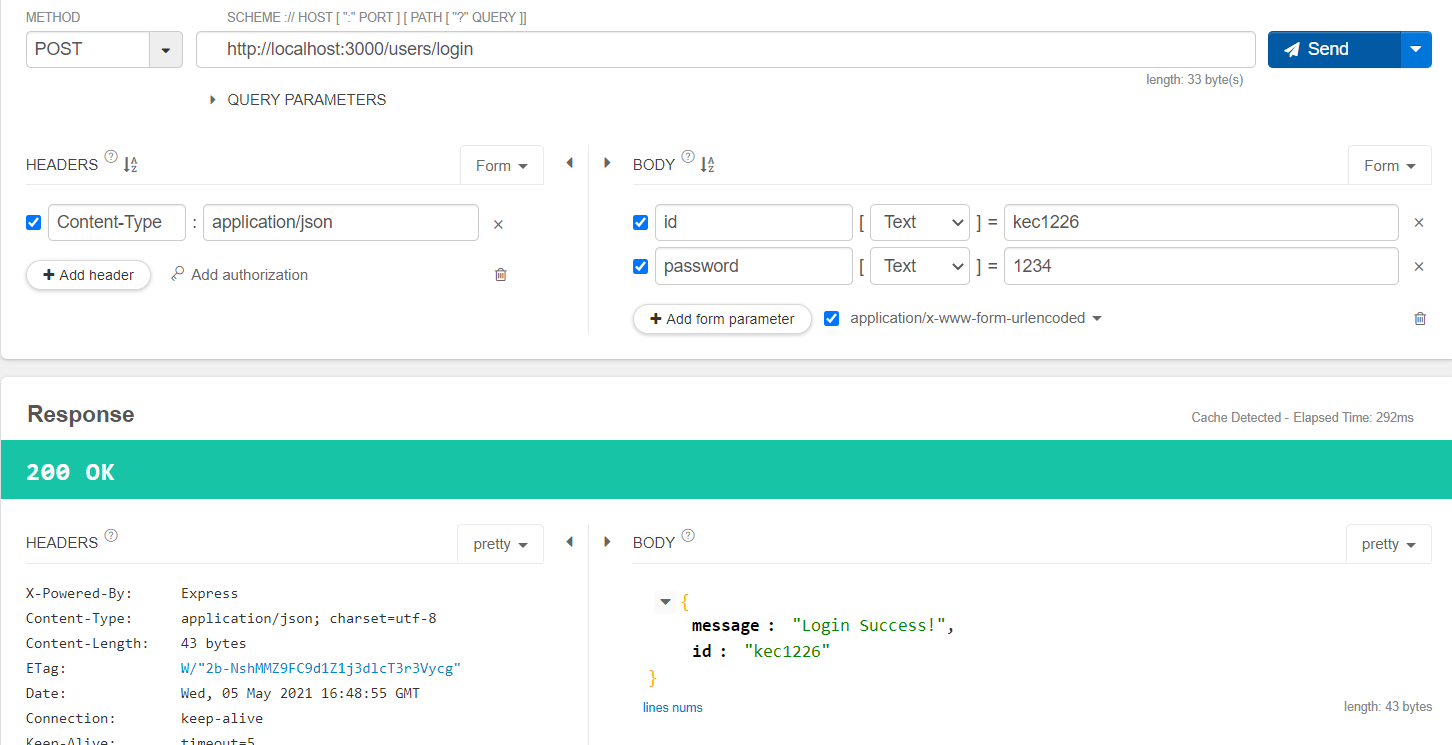 METHOD
SCHEME :// HOST [ ":" PORT ] [ PATH [ "?" QUERY ]]
POST
http://localhost:3000/users/login
Send
length: 33 byte(s)
QUERY PARAMETERS
HEADERS ? Form
BODY ? Form
Content-Type : application/json ×
+ Add header Add authorization
id [ Text ] = kec1226 ×
password [ Text ] = 1234 ×
+ Add form parameter application/x-www-form-urlencoded
Response
Cache Detected - Elapsed Time: 292ms
200 OK
HEADERS ? pretty
X-Powered-By: Express
Content-Type: application/json; charset=utf-8
Content-Length: 43 bytes
ETag: W/"2b-NshMMZ9FC9d1Z1j3dlcT3r3Vycg"
Date: Wed, 05 May 2021 16:48:55 GMT
Connection: keep-alive
Keep-Alive: timeout=5
BODY ? pretty
{
message : "Login Success!",
id : "kec1226"
}
lines nums
length: 43 bytes